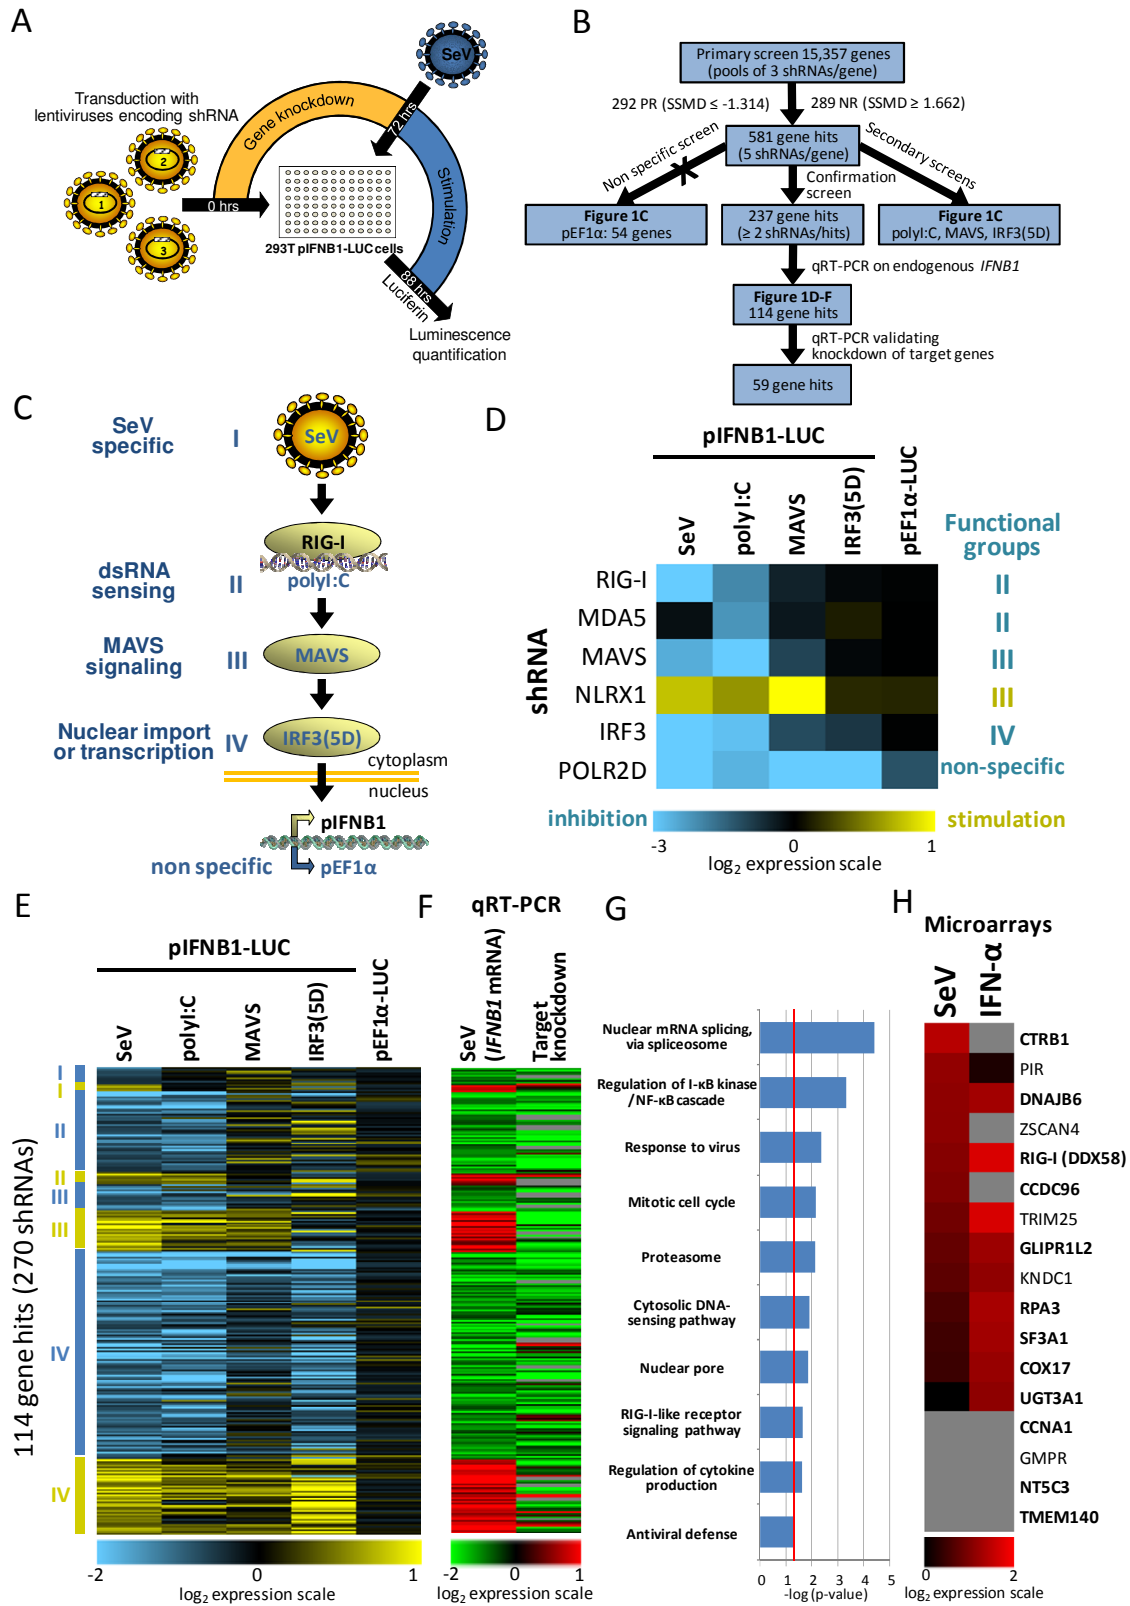 A
SeV
Transduction with
lentiviruses encoding shRNA
Gene knockdown
72 hrs
Stimulation
2
1
3
0 hrs
293T pIFNB1-LUC cells
88 hrs
Luciferin
Luminescence
quantification
B
Primary screen 15,357 genes
(pools of 3 shRNAs/gene)
292 PR (SSMD ≤ -1.314)
289 NR (SSMD ≥ 1.662)
581 gene hits
(5 shRNAs/gene)
Non specific screen
Secondary screens
Confirmation
screen
Figure 1C
pEF1α: 54 genes
237 gene hits
(≥ 2 shRNAs/hits)
Figure 1C
polyI:C, MAVS, IRF3(5D)
qRT-PCR on endogenous IFNB1
Figure 1D-F
114 gene hits
qRT-PCR validating
knockdown of target genes
59 gene hits
C
SeV
specific
I
SeV
RIG-I
dsRNA
sensing
II
polyI:C
MAVS
signaling
III
MAVS
Nuclear import
or transcription
IV
IRF3(5D)
cytoplasm
nucleus
pIFNB1
non specific
pEF1α
D
pIFNB1-LUC
SeV
poly I:C
MAVS
IRF3(5D)
pEF1α-LUC
Functional
groups
shRNA
RIG-I
II
MDA5
II
MAVS
III
NLRX1
III
IRF3
IV
POLR2D
non-specific
inhibition
stimulation
-3
0
1
log2 expression scale
E
pIFNB1-LUC
SeV
polyI:C
MAVS
IRF3(5D)
pEF1α-LUC
114 gene hits (270 shRNAs)
I
I
II
II
III
III
IV
IV
-2
0
1
log2 expression scale
F
qRT-PCR
SeV
(IFNB1 mRNA)
Target
knockdown
-2
0
1
log2 expression scale
G
Nuclear mRNA splicing,
via spliceosome
Regulation of I-κB kinase
/NF-κB cascade
Response to virus
Mitotic cell cycle
Proteasome
Cytosolic DNA-
sensing pathway
Nuclear pore
RIG-I-like receptor
signaling pathway
Regulation of cytokine
production
Antiviral defense
0 1 2 3 4 5
-log (p-value)
H
Microarrays
SeV
IFN-α
CTRB1
PIR
DNAJB6
ZSCAN4
RIG-I (DDX58)
CCDC96
TRIM25
GLIPR1L2
KNDC1
RPA3
SF3A1
COX17
UGT3A1
CCNA1
GMPR
NT5C3
TMEM140
0
2
log2 expression scale